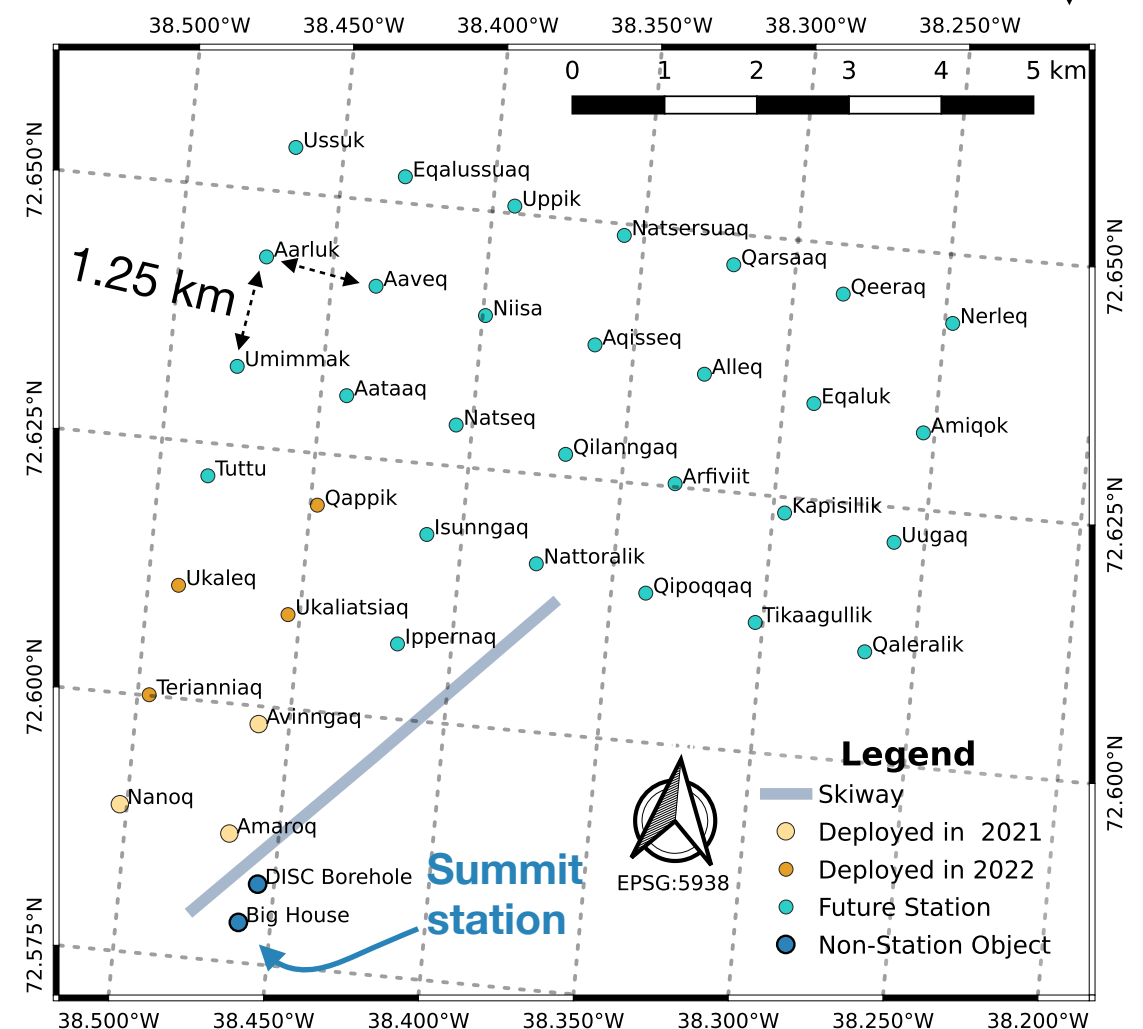 38.500°W 38.450°W 38.400°W 38.350°W 38.300°W 38.250°W
0 1 2 3 4 5 km
Ussuk
72.650°N
Eqalussuaq
Uppik
Natsersuaq
Aarluk
Qarsaaq
72.650°N
1.25 km
Aaveq
Qeeraq
Niisa
Nerleq
Aqisseq
Umimmak
Alleq
Aataaq
Eqaluk
72.625°N
Natseq
Amiqok
Qilanngaq
Tuttu
Arfiviit
Qappik
Kapisillik
72.625°N
Isunngaq
Uugaq
Nattoralik
Ukaleq
Qipoqqaq
Ukaliatsiaq
Tikaagullik
Ippernaq
Qaleralik
72.600°N
Terianniaq
Avinngaq
Legend
72.600°N
Nanoq
Skiway
Amaroq
Deployed in 2021
Summit
station
DISC Borehole
Deployed in 2022
EPSG:5938
Big House
Future Station
72.575°N
Non-Station Object
38.500°W 38.450°W 38.400°W 38.350°W 38.300°W 38.250°W 38.200°W